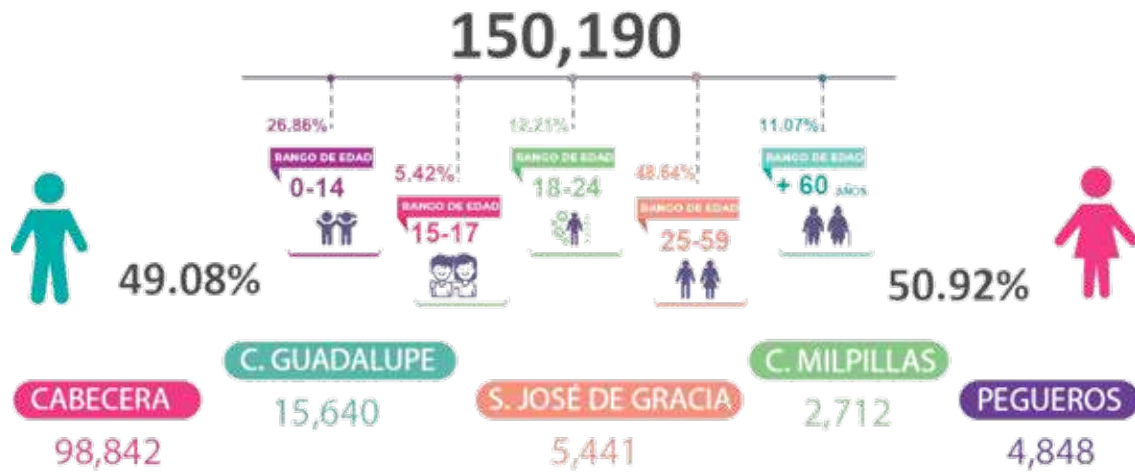 150,190
26.86%
RANGO DE EDAD
0-14
5.42%
RANGO DE EDAD
15-17
RANGO DE EDAD
18-24
48.64%
RANGO DE EDAD
25-59
11.07%
RANGO DE EDAD
+ 60 AÑOS
49.08%
50.92%
CABECERA
98,842
C. GUADALUPE
15,640
S. JOSÉ DE GRACIA
5,441
C. MILPILLAS
2,712
PEGUEROS
4,848